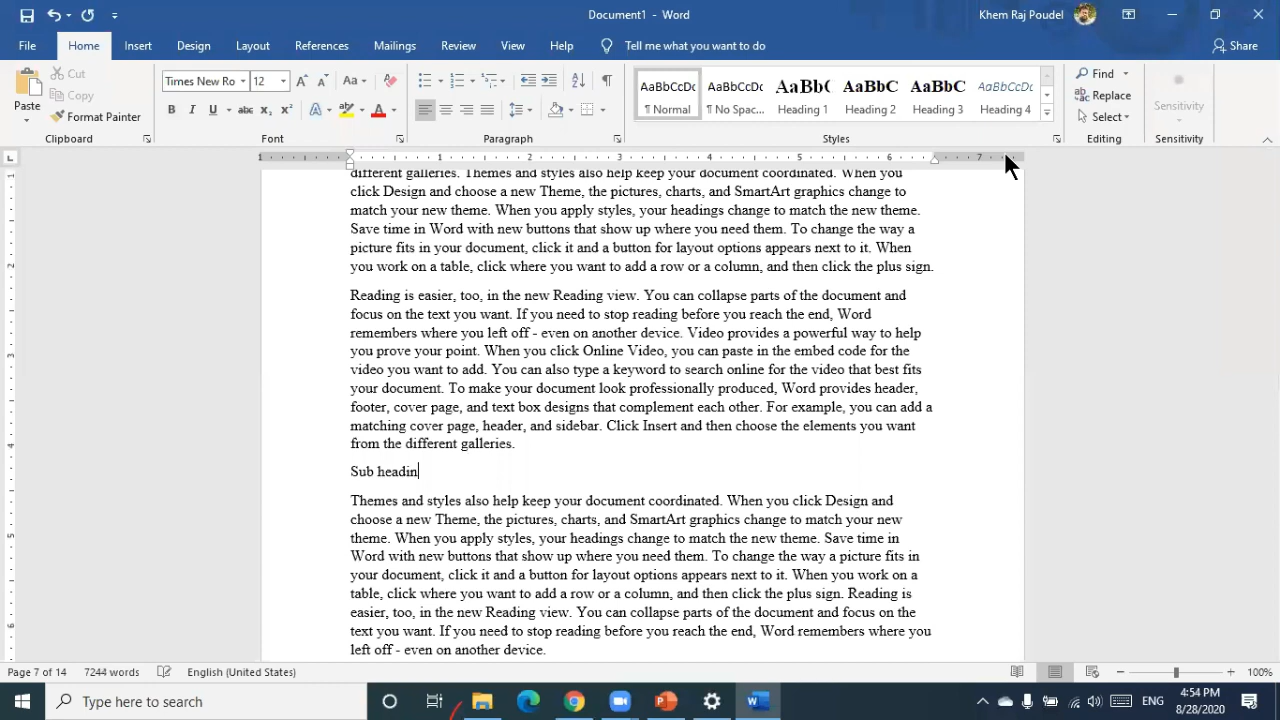 Document1 - Word
Khem Raj Poudel
File Home Insert Design Layout References Mailings Review View Help Tell me what you want to do Share
Paste
Cut
Copy
Format Painter
Clipboard
Times New Ro 12
Font
Paragraph
AaBbCcDc AaBbCcDc AaBb( AaBbC AaBbC AaBbCcDc
¶ Normal ¶ No Spac... Heading 1 Heading 2 Heading 3 Heading 4
Styles
Find
Replace
Select
Editing
Sensitivity
Sensitivity
1 1 2 3 4 5 6 7
different galleries. Themes and styles also help keep your document coordinated. When you
click Design and choose a new Theme, the pictures, charts, and SmartArt graphics change to
match your new theme. When you apply styles, your headings change to match the new theme.
Save time in Word with new buttons that show up where you need them. To change the way a
picture fits in your document, click it and a button for layout options appears next to it. When
you work on a table, click where you want to add a row or a column, and then click the plus sign.
Reading is easier, too, in the new Reading view. You can collapse parts of the document and
focus on the text you want. If you need to stop reading before you reach the end, Word
remembers where you left off - even on another device. Video provides a powerful way to help
you prove your point. When you click Online Video, you can paste in the embed code for the
video you want to add. You can also type a keyword to search online for the video that best fits
your document. To make your document look professionally produced, Word provides header,
footer, cover page, and text box designs that complement each other. For example, you can add a
matching cover page, header, and sidebar. Click Insert and then choose the elements you want
from the different galleries.
Sub headin
Themes and styles also help keep your document coordinated. When you click Design and
choose a new Theme, the pictures, charts, and SmartArt graphics change to match your new
theme. When you apply styles, your headings change to match the new theme. Save time in
Word with new buttons that show up where you need them. To change the way a picture fits in
your document, click it and a button for layout options appears next to it. When you work on a
table, click where you want to add a row or a column, and then click the plus sign. Reading is
easier, too, in the new Reading view. You can collapse parts of the document and focus on the
text you want. If you need to stop reading before you reach the end, Word remembers where you
left off - even on another device.
Page 7 of 14 7244 words English (United States) 100%
Type here to search
ENG
4:54 PM
8/28/2020